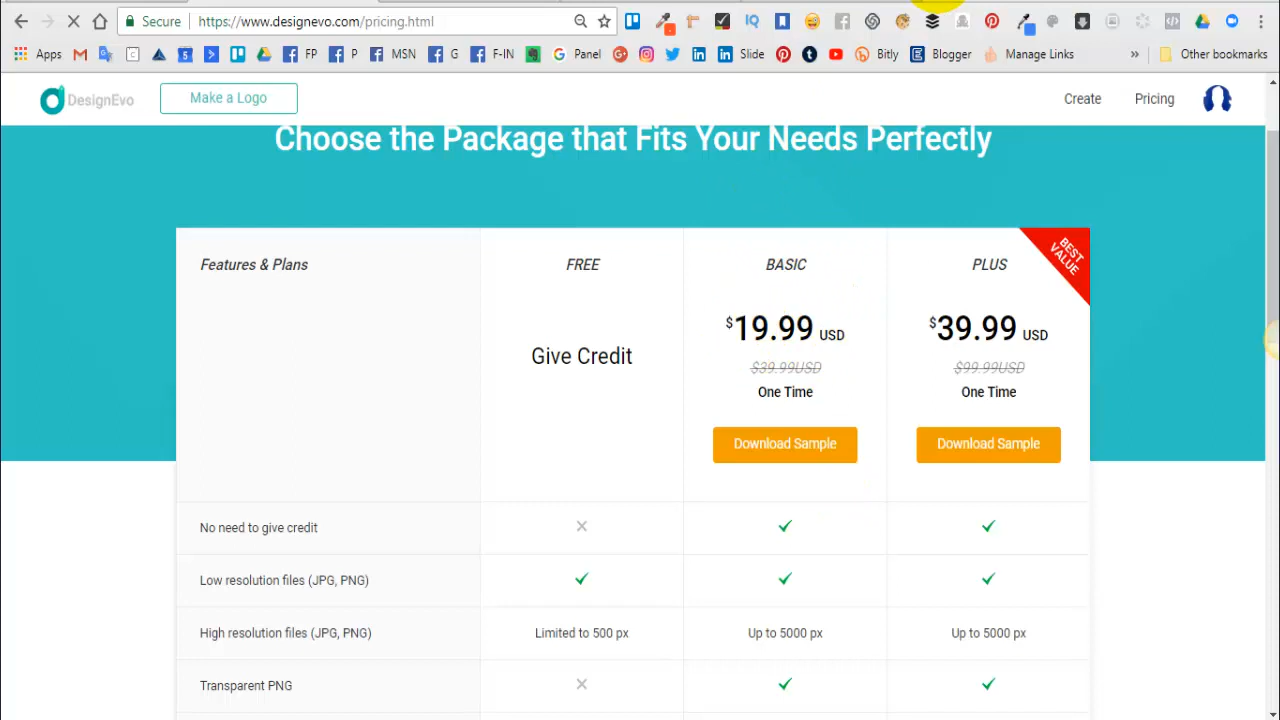 Secure https://www.designevo.com/pricing.html
Apps FP P MSN G F-IN Panel Slide Bitly Blogger Manage Links » Other bookmarks
DesignEvo Make a Logo Create Pricing
Choose the Package that Fits Your Needs Perfectly
Features & Plans FREE BASIC PLUS BEST VALUE
Give Credit $19.99 USD $39.99 USD
$39.99USD $99.99USD
One Time One Time
Download Sample Download Sample
No need to give credit
Low resolution files (JPG, PNG)
High resolution files (JPG, PNG) Limited to 500 px Up to 5000 px Up to 5000 px
Transparent PNG